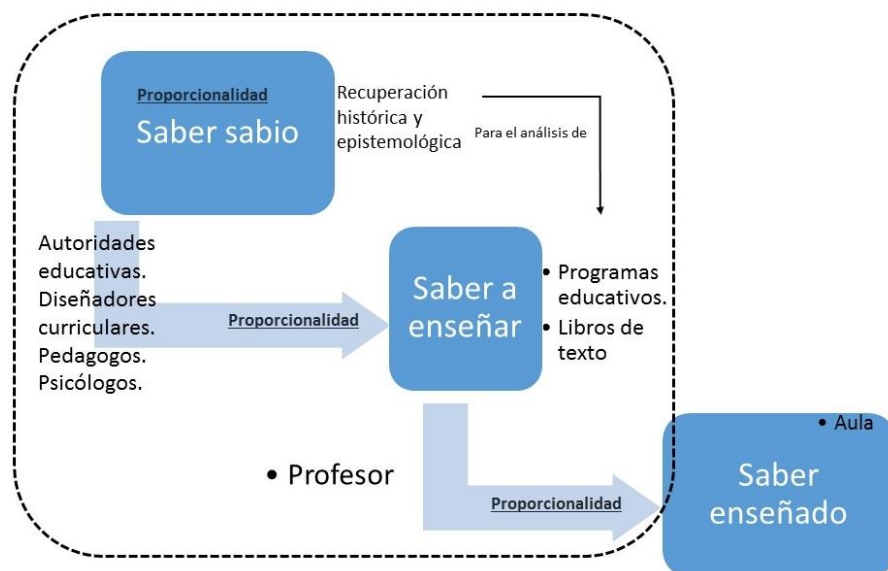 Proporcionalidad
Saber sabio
Recuperación
histórica y
epistemológica
Para el análisis de
Autoridades
educativas.
Diseñadores
curriculares.
Pedagogos.
Psicólogos.
Proporcionalidad
Saber a
enseñar
• Programas
educativos.
• Libros de
texto
• Profesor
Proporcionalidad
• Aula
Saber
enseñado